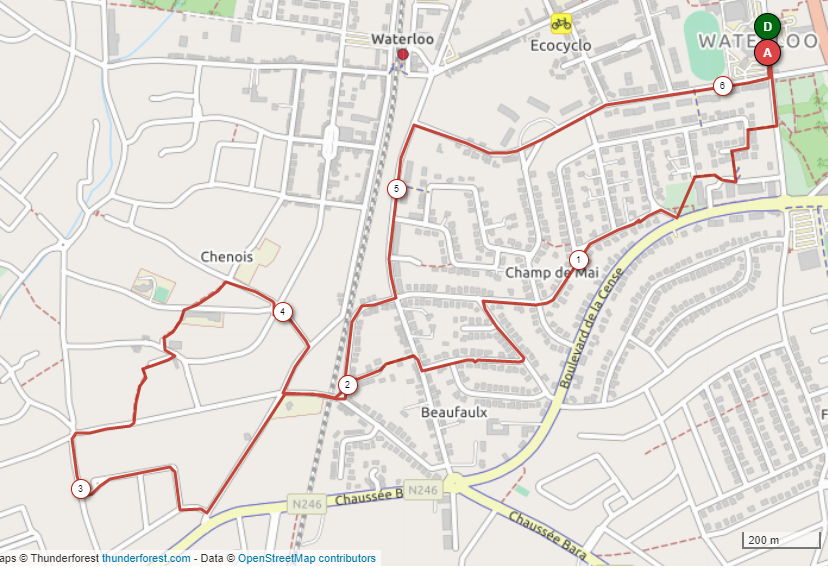 D
Waterloo
WATERLOO
A
Ecocyclo
6
5
Chenois
1
Champ de Mai
4
Boulevard de la Cense
2
Beaufaulx
F
3
N246
Chaussée B
N246
Chaussée Bara
200 m
aps © Thunderforest thunderforest.com - Data © OpenStreetMap contributors